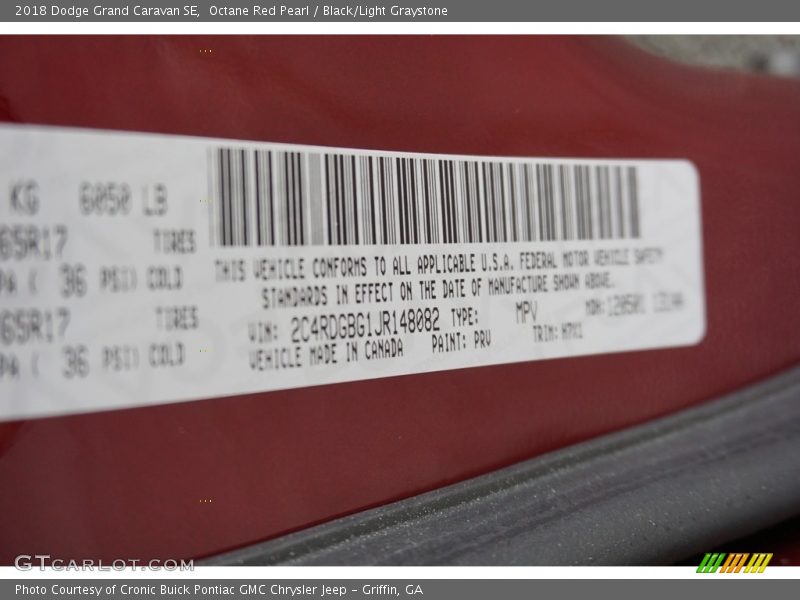 2018 Dodge Grand Caravan SE,  Octane Red Pearl / Black/Light Graystone
KG 6050 LB
65R17 TIRES
PA ( 36 PSI) COLD
65R17 TIRES
PA ( 36 PSI) COLD
THIS VEHICLE CONFORMS TO ALL APPLICABLE U.S.A. FEDERAL MOTOR VEHICLE SAFETY
STANDARDS IN EFFECT ON THE DATE OF MANUFACTURE SHOWN ABOVE.
VIN: 2C4RDGBG1JR148082 TYPE: MPV MDH:
VEHICLE MADE IN CANADA PAINT: PRV TRIM:
GTcarlot.com
Photo Courtesy of Cronic Buick Pontiac GMC Chrysler Jeep - Griffin, GA